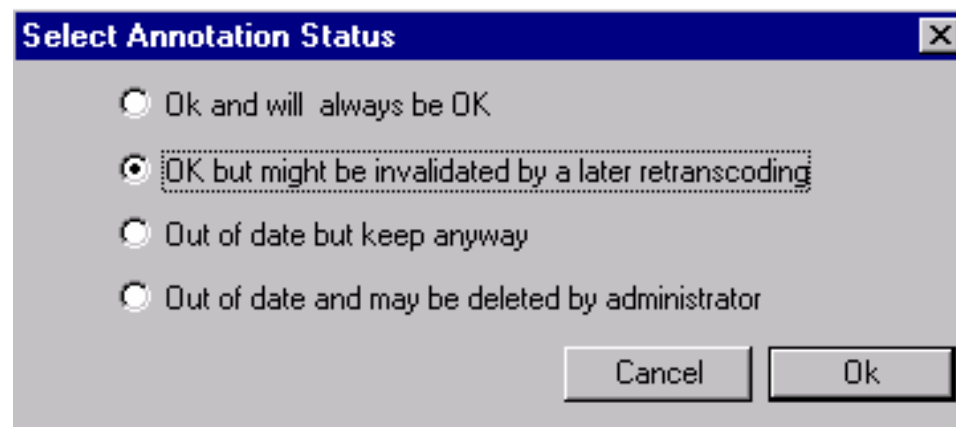 Select Annotation Status
Ok and will always be OK
OK but might be invalidated by a later retranscoding
Out of date but keep anyway
Out of date and may be deleted by administrator
Cancel Ok